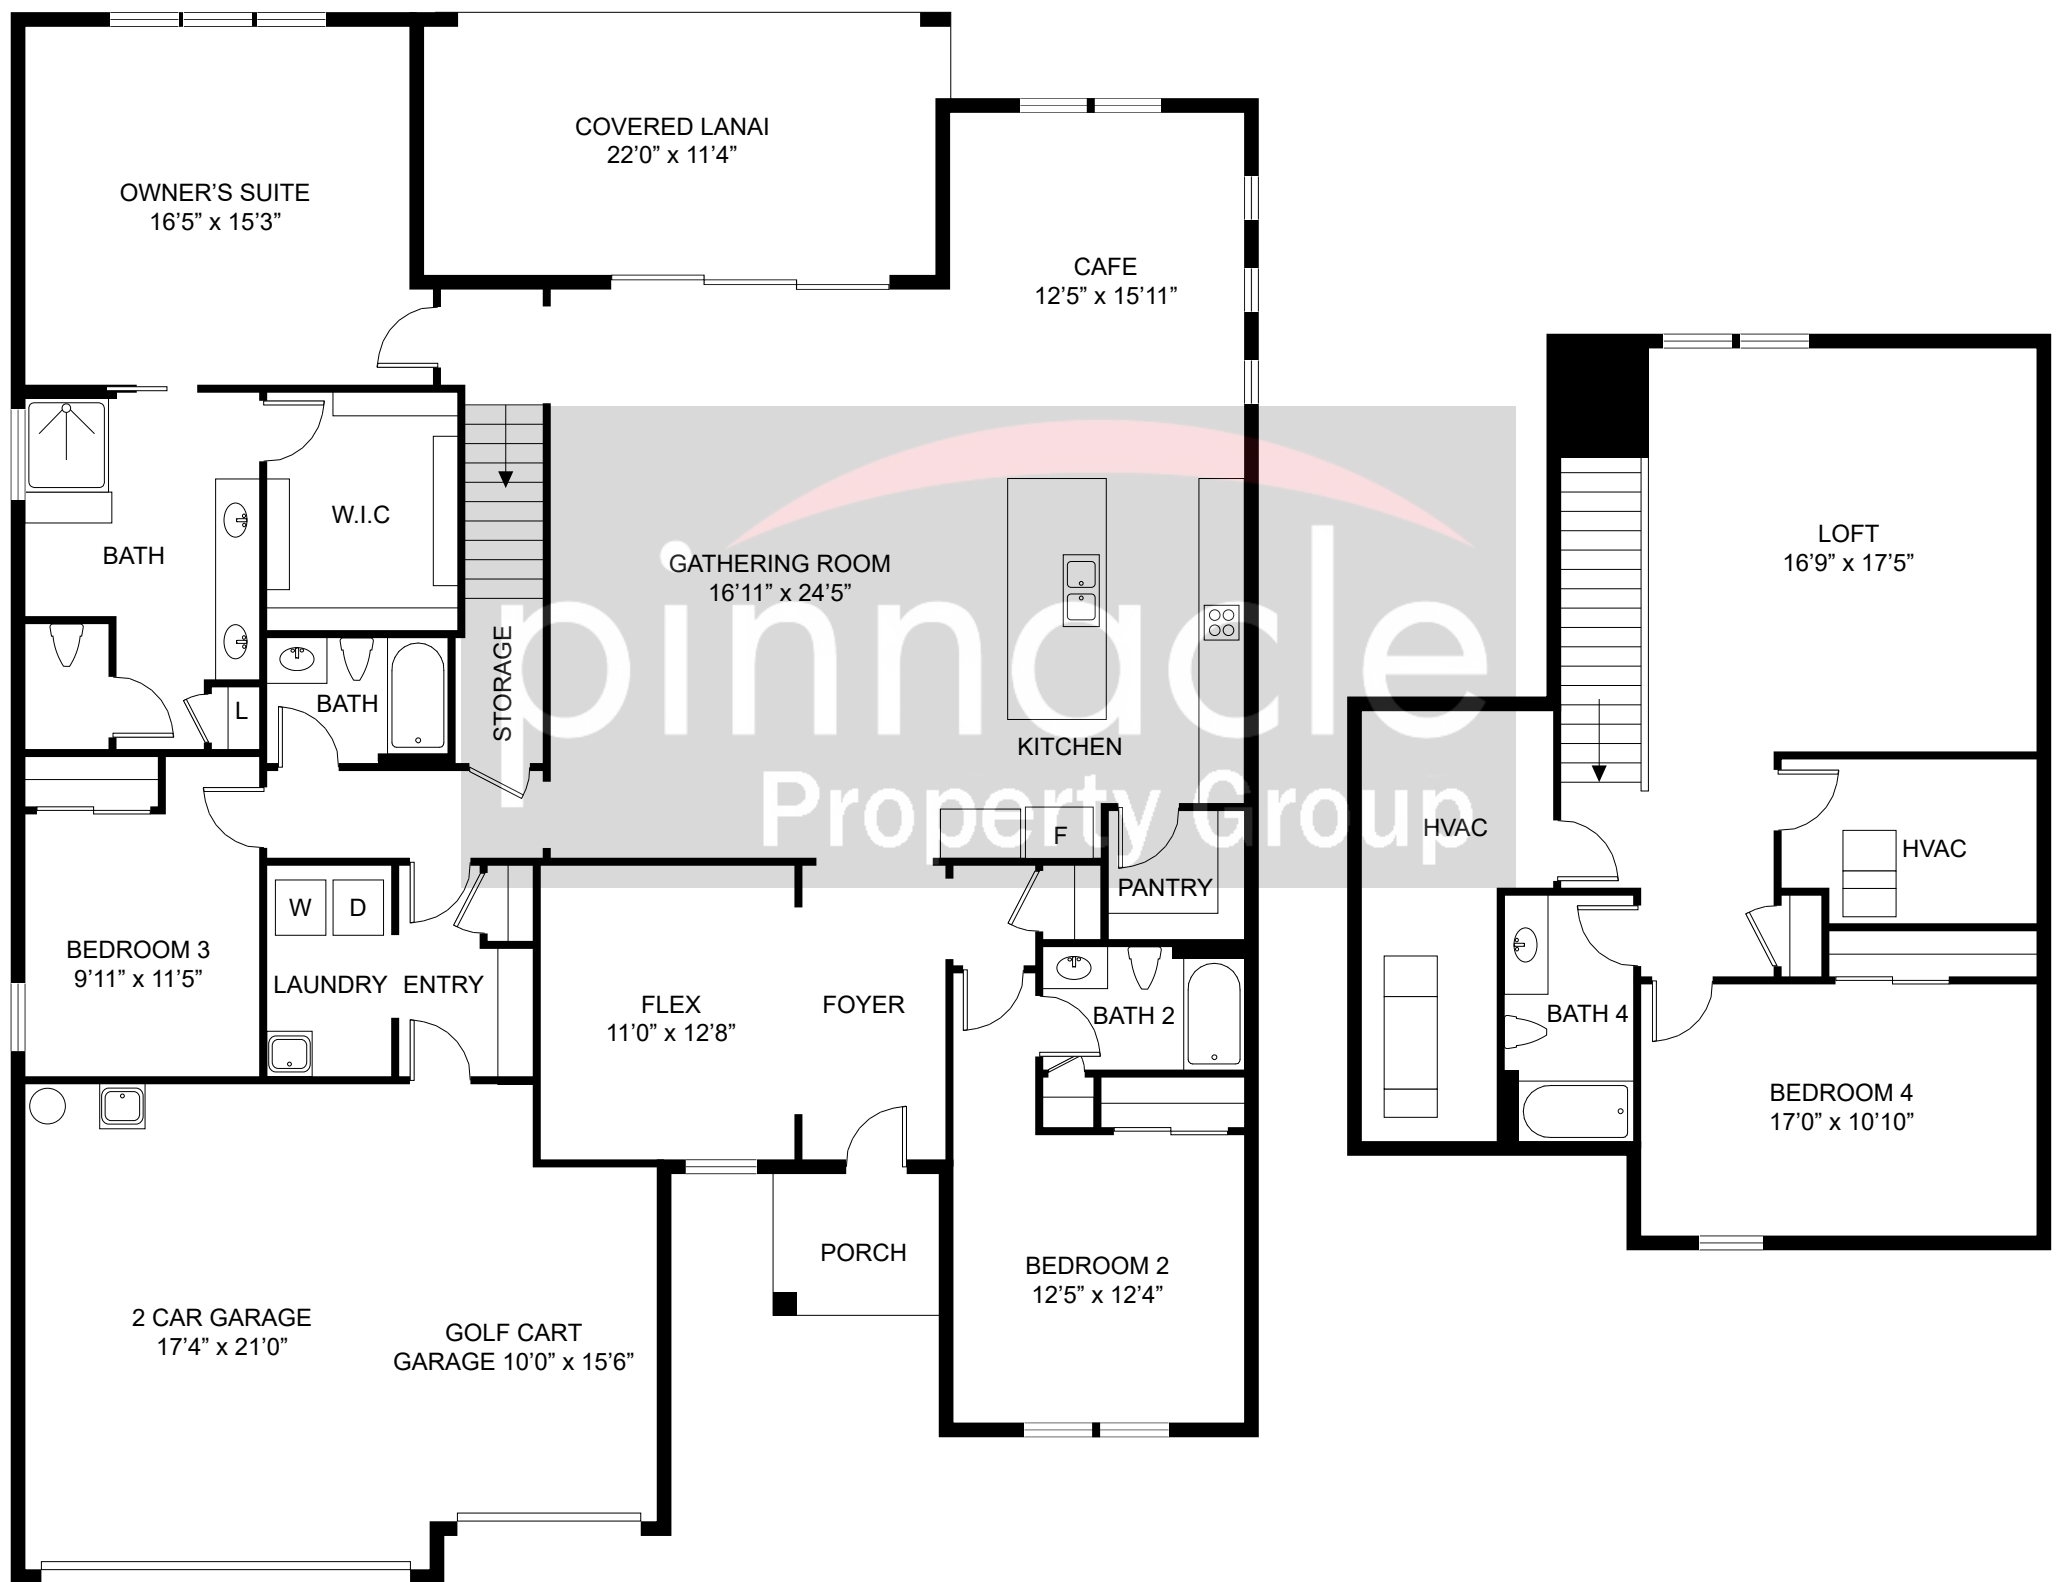 COVERED LANAI
22’0” x 11’4”
OWNER’S SUITE
16’5” x 15’3”
CAFE
12’5” x 15’11”
W.I.C
BATH
GATHERING ROOM
16’11” x 24’5”
LOFT
16’9” x 17’5”
pinnacle
Property Group
STORAGE
BATH
L
KITCHEN
F
PANTRY
HVAC
HVAC
W
D
BEDROOM 3
9’11” x 11’5”
LAUNDRY
ENTRY
FLEX
11’0” x 12’8”
FOYER
BATH 2
BATH 4
BEDROOM 4
17’0” x 10’10”
PORCH
BEDROOM 2
12’5” x 12’4”
2 CAR GARAGE
17’4” x 21’0”
GOLF CART
GARAGE 10’0” x 15’6”